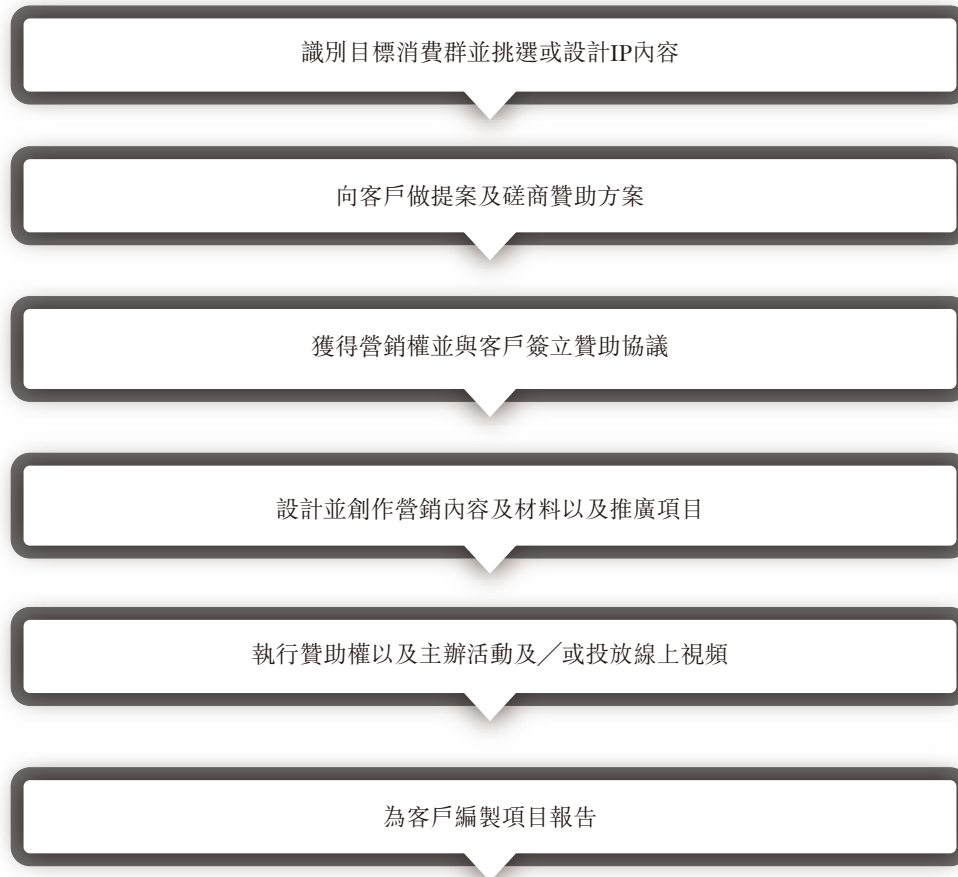 識別目標消費群並挑選或設計IP內容
向客戶做提案及磋商贊助方案
獲得營銷權並與客戶簽立贊助協議
設計並創作營銷內容及材料以及推廣項目
執行贊助權以及主辦活動及／或投放線上視頻
為客戶編製項目報告